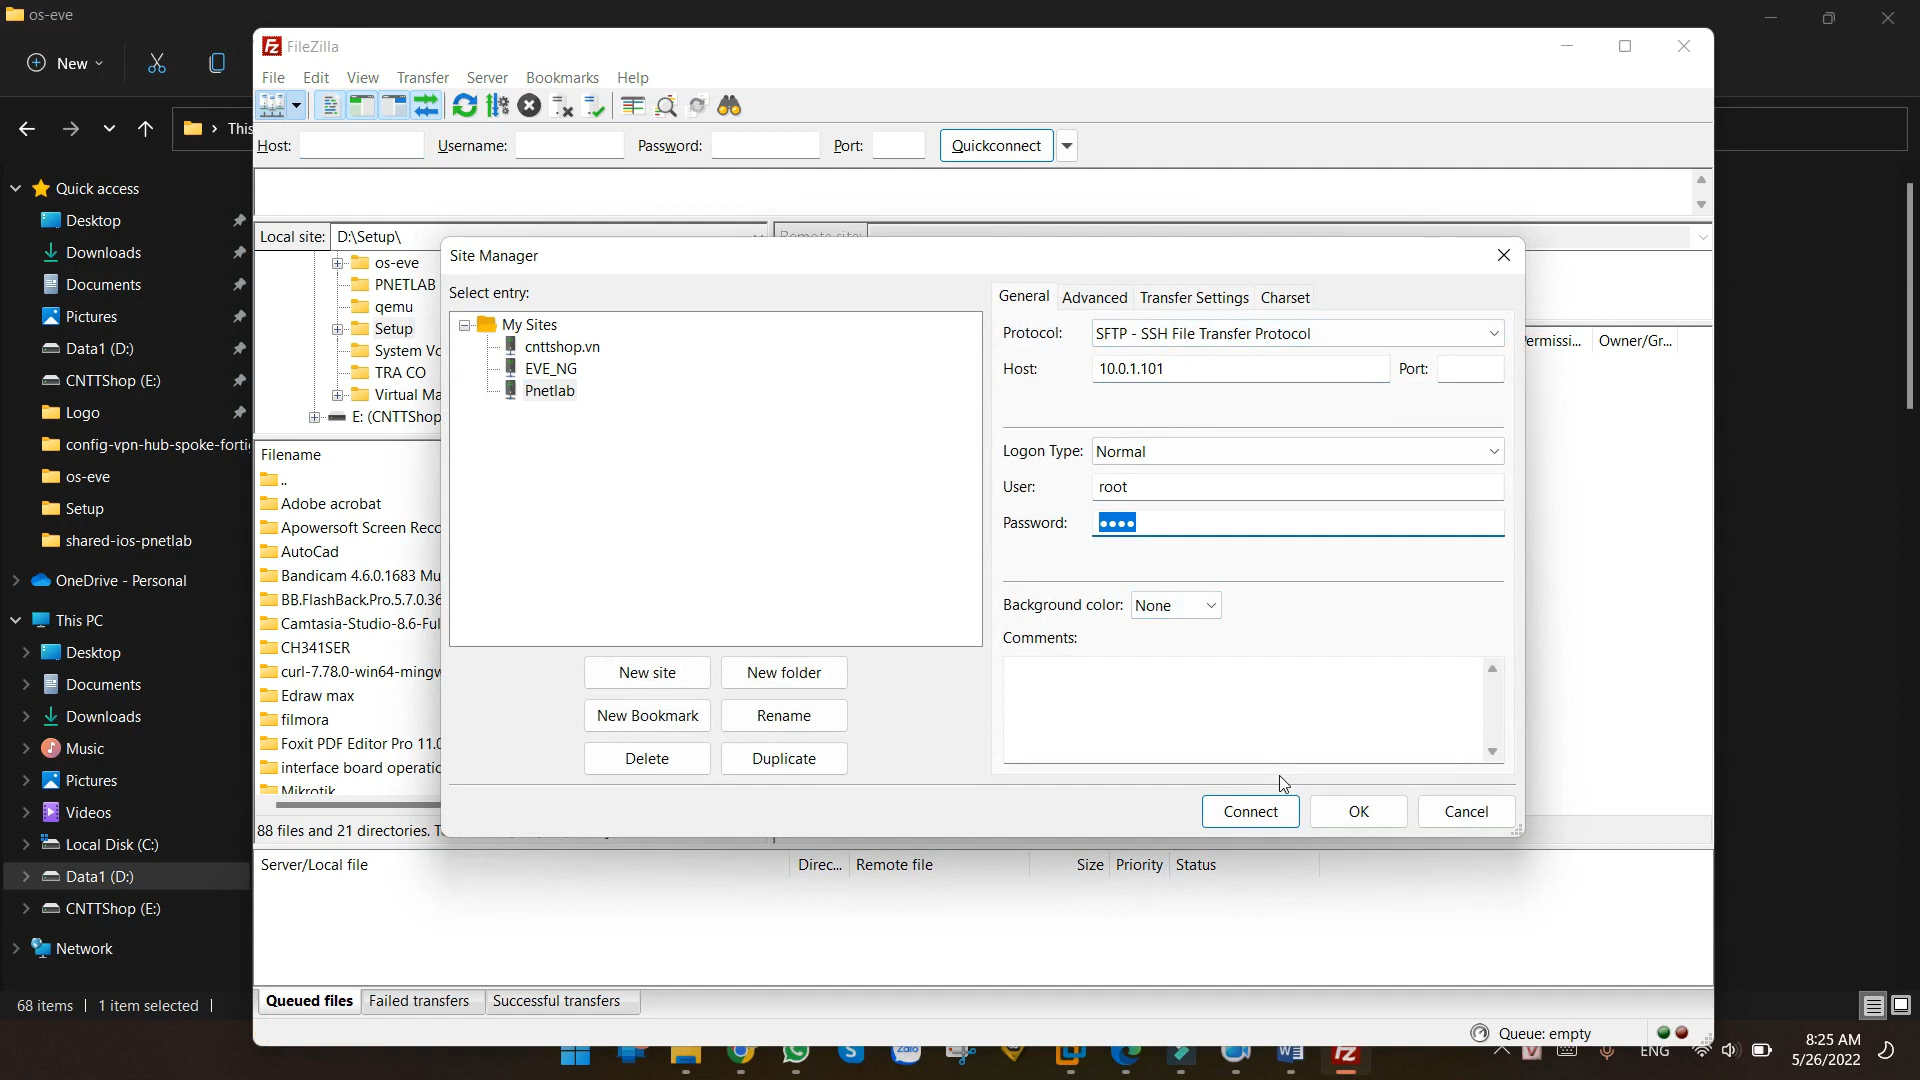 os-eve
New
This
Quick access
Desktop
Downloads
Documents
Pictures
Data1 (D:)
CNTTShop (E:)
Logo
config-vpn-hub-spoke-forti
os-eve
Setup
shared-ios-pnetlab
OneDrive - Personal
This PC
Desktop
Documents
Downloads
Music
Pictures
Videos
Local Disk (C:)
Data1 (D:)
CNTTShop (E:)
Network
68 items
1 item selected
FileZilla
File Edit View Transfer Server Bookmarks Help
Host: Username: Password: Port: Quickconnect
Local site: D:\Setup\
Remote site:
os-eve
PNETLAB
qemu
Setup
System Vo
TRA CO
Virtual Ma
E: (CNTTShop
Filename
..
Adobe acrobat
Apowersoft Screen Reco
AutoCad
Bandicam 4.6.0.1683 Mu
BB.FlashBack.Pro.5.7.0.36
Camtasia-Studio-8.6-Ful
CH341SER
curl-7.78.0-win64-mingw
Edraw max
filmora
Foxit PDF Editor Pro 11.0
interface board operatic
Mikrotik
88 files and 21 directories. T
Permissi... Owner/Gr...
Site Manager
Select entry:
My Sites
cnttshop.vn
EVE_NG
Pnetlab
New site New folder
New Bookmark Rename
Delete Duplicate
General Advanced Transfer Settings Charset
Protocol: SFTP - SSH File Transfer Protocol
Host: 10.0.1.101 Port:
Logon Type: Normal
User: root
Password: ●●●●
Background color: None
Comments:
Connect OK Cancel
Server/Local file Direc... Remote file Size Priority Status
Queued files Failed transfers Successful transfers
Queue: empty
Zalo
ENG
8:25 AM
5/26/2022